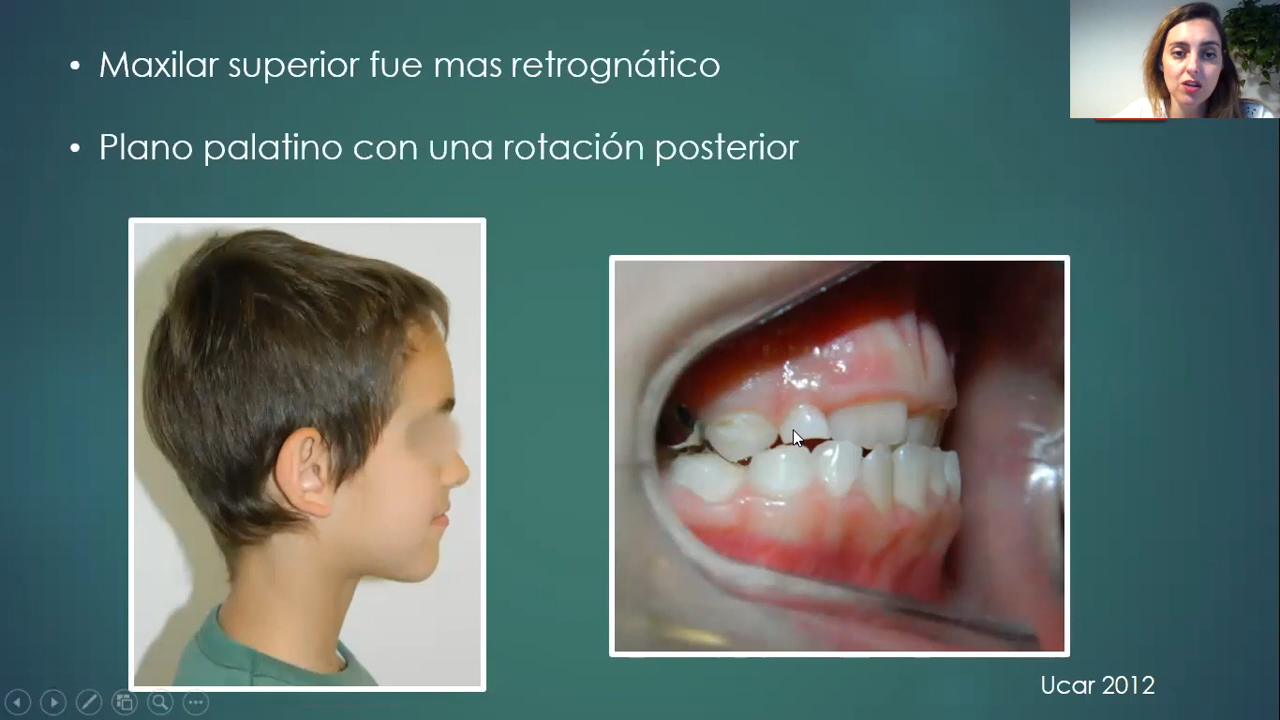 • Maxilar superior fue mas retrognático
• Plano palatino con una rotación posterior
Ucar 2012